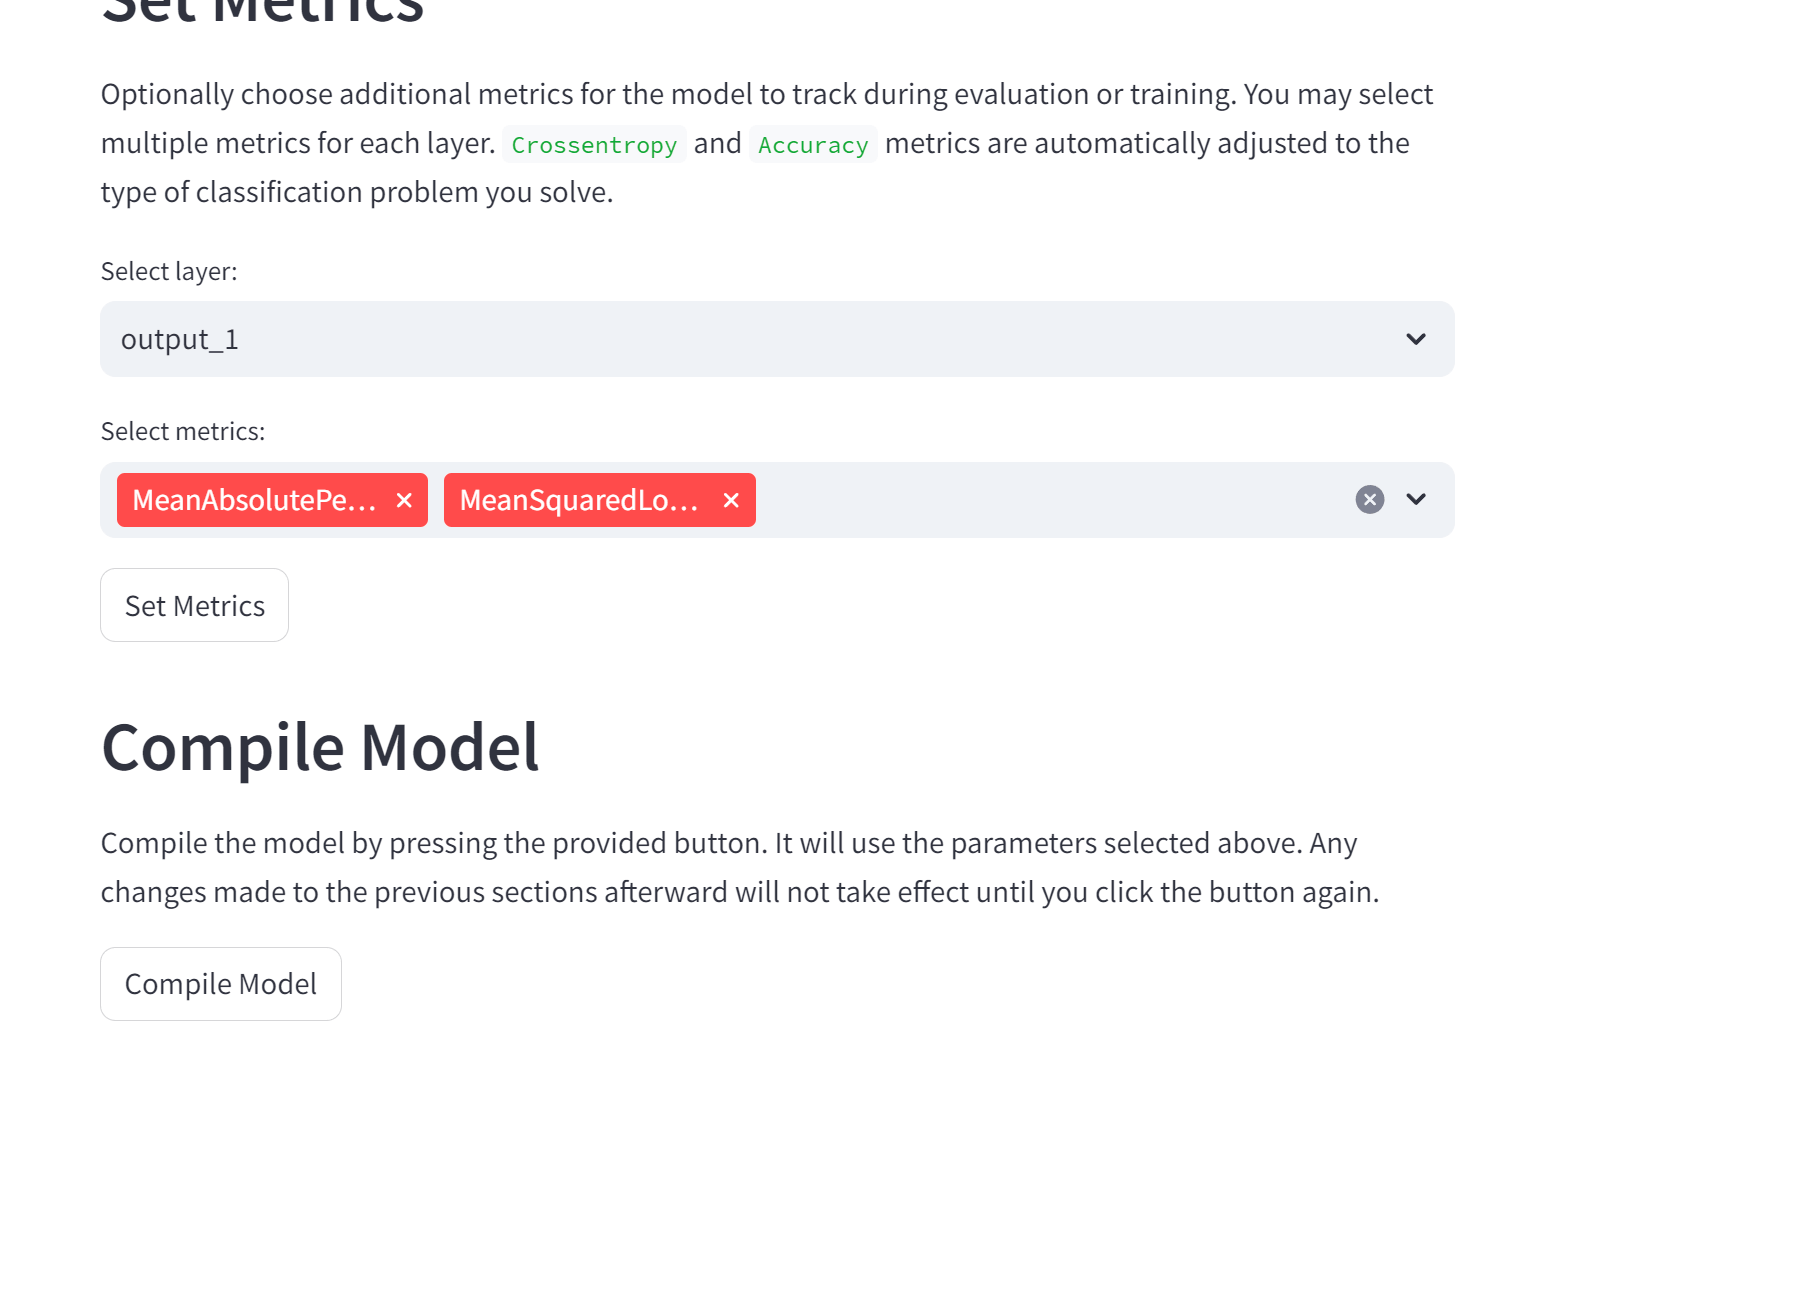 Set Metrics
Optionally choose additional metrics for the model to track during evaluation or training. You may select
multiple metrics for each layer. Crossentropy and Accuracy metrics are automatically adjusted to the
type of classification problem you solve.
Select layer:
output_1
Select metrics:
MeanAbsolutePe... MeanSquaredLo...
Set Metrics
Compile Model
Compile the model by pressing the provided button. It will use the parameters selected above. Any
changes made to the previous sections afterward will not take effect until you click the button again.
Compile Model